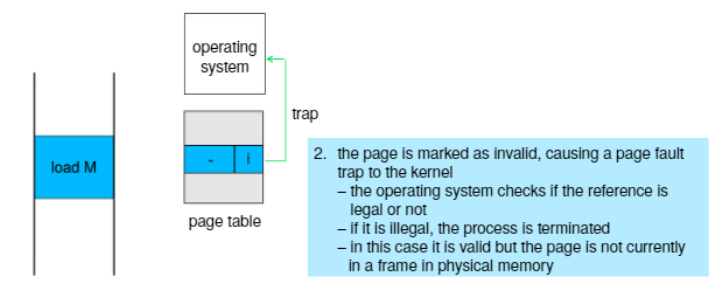 operating
system
trap
load M
- i
page table
2. the page is marked as invalid, causing a page fault
trap to the kernel
– the operating system checks if the reference is
legal or not
– if it is illegal, the process is terminated
– in this case it is valid but the page is not currently
in a frame in physical memory